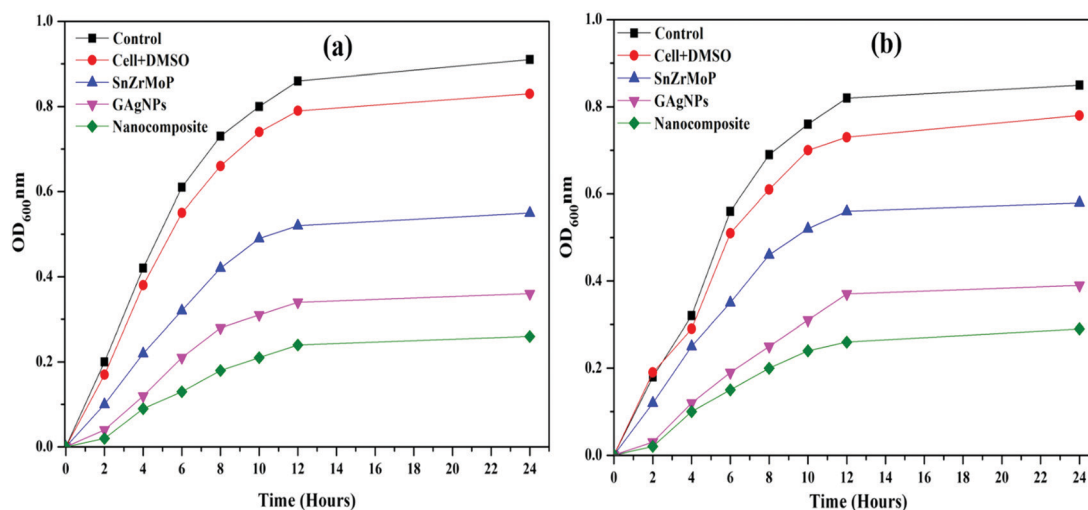 (a)
Control
Cell+DMSO
SnZrMoP
GAgNPs
Nanocomposite
1.0
0.8
0.6
0.4
0.2
0.0
OD600nm
0 2 4 6 8 10 12 14 16 18 20 22 24
Time (Hours)
(b)
Control
Cell+DMSO
SnZrMoP
GAgNPs
Nanocomposite
1.0
0.8
0.6
0.4
0.2
0.0
OD600nm
0 2 4 6 8 10 12 14 16 18 20 22 24
Time (Hours)